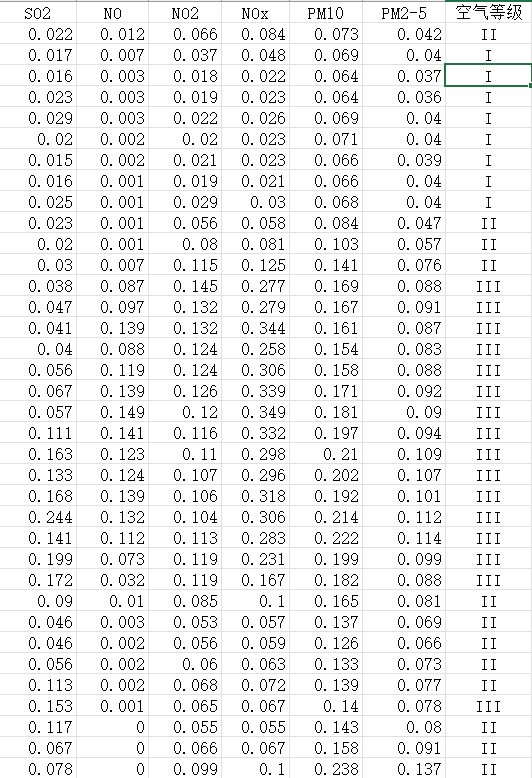 SO2 NO NO2 NOx PM10 PM2-5 空气等级
0.022 0.012 0.066 0.084 0.073 0.042 II
0.017 0.007 0.037 0.048 0.069 0.04 I
0.016 0.003 0.018 0.022 0.064 0.037 I
0.023 0.003 0.019 0.023 0.064 0.036 I
0.029 0.003 0.022 0.026 0.069 0.04 I
0.02 0.002 0.02 0.023 0.071 0.04 I
0.015 0.002 0.021 0.023 0.066 0.039 I
0.016 0.001 0.019 0.021 0.066 0.04 I
0.025 0.001 0.029 0.03 0.068 0.04 I
0.023 0.001 0.056 0.058 0.084 0.047 II
0.02 0.001 0.08 0.081 0.103 0.057 II
0.03 0.007 0.115 0.125 0.141 0.076 II
0.038 0.087 0.145 0.277 0.169 0.088 III
0.047 0.097 0.132 0.279 0.167 0.091 III
0.041 0.139 0.132 0.344 0.161 0.087 III
0.04 0.088 0.124 0.258 0.154 0.083 III
0.056 0.119 0.124 0.306 0.158 0.088 III
0.067 0.139 0.126 0.339 0.171 0.092 III
0.057 0.149 0.12 0.349 0.181 0.09 III
0.111 0.141 0.116 0.332 0.197 0.094 III
0.163 0.123 0.11 0.298 0.21 0.109 III
0.133 0.124 0.107 0.296 0.202 0.107 III
0.168 0.139 0.106 0.318 0.192 0.101 III
0.244 0.132 0.104 0.306 0.214 0.112 III
0.141 0.112 0.113 0.283 0.222 0.114 III
0.199 0.073 0.119 0.231 0.199 0.099 III
0.172 0.032 0.119 0.167 0.182 0.088 III
0.09 0.01 0.085 0.1 0.165 0.081 II
0.046 0.003 0.053 0.057 0.137 0.069 II
0.046 0.002 0.056 0.059 0.126 0.066 II
0.056 0.002 0.06 0.063 0.133 0.073 II
0.113 0.002 0.068 0.072 0.139 0.077 II
0.153 0.001 0.065 0.067 0.14 0.078 III
0.117 0 0.055 0.055 0.143 0.08 II
0.067 0 0.066 0.067 0.158 0.091 II
0.078 0 0.099 0.1 0.238 0.137 II